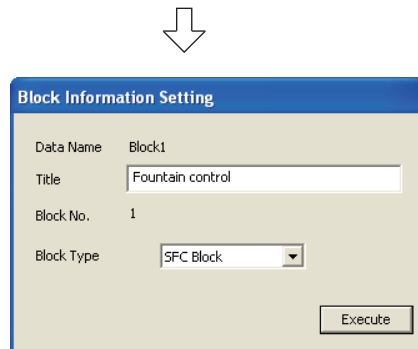 Block Information Setting
Data Name Block1
Title Fountain control
Block No. 1
Block Type SFC Block
Execute